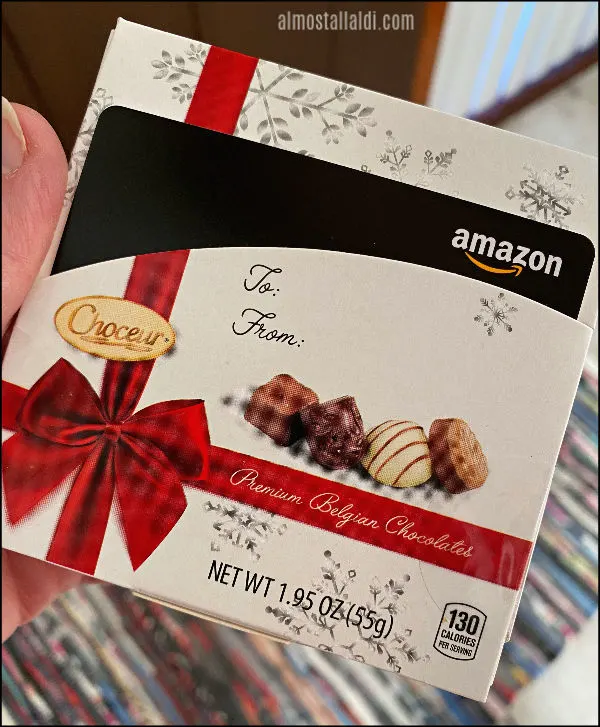 almostallaldi.com
amazon
To:
From:
Choceur
Premium Belgian Chocolates
NET WT 1.95 OZ (55g)
130
CALORIES
PER SERVING